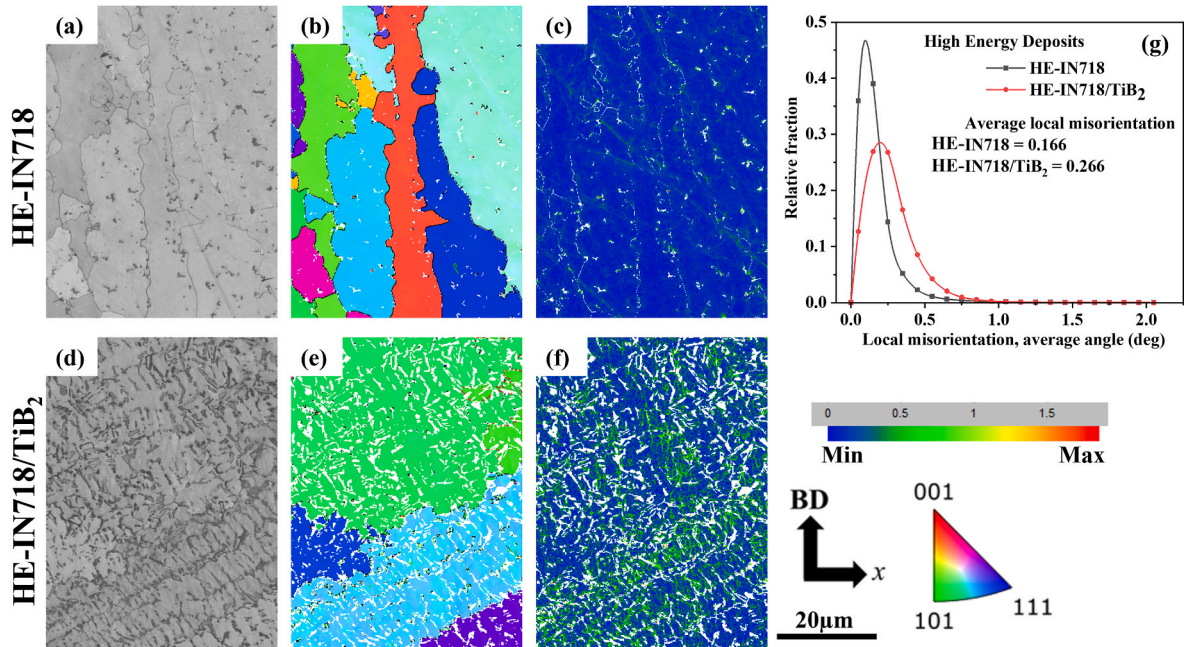 (a)
(b)
(c)
HE-IN718
(d)
(e)
(f)
HE-IN718/TiB₂
(g)
High Energy Deposits
HE-IN718
HE-IN718/TiB₂
Average local misorientation
HE-IN718 = 0.166
HE-IN718/TiB₂ = 0.266
Relative fraction
0.5
0.4
0.3
0.2
0.1
0.0
0.0 0.5 1.0 1.5 2.0
Local misorientation, average angle (deg)
0 0.5 1 1.5
Min Max
BD
x
20μm
001
101
111